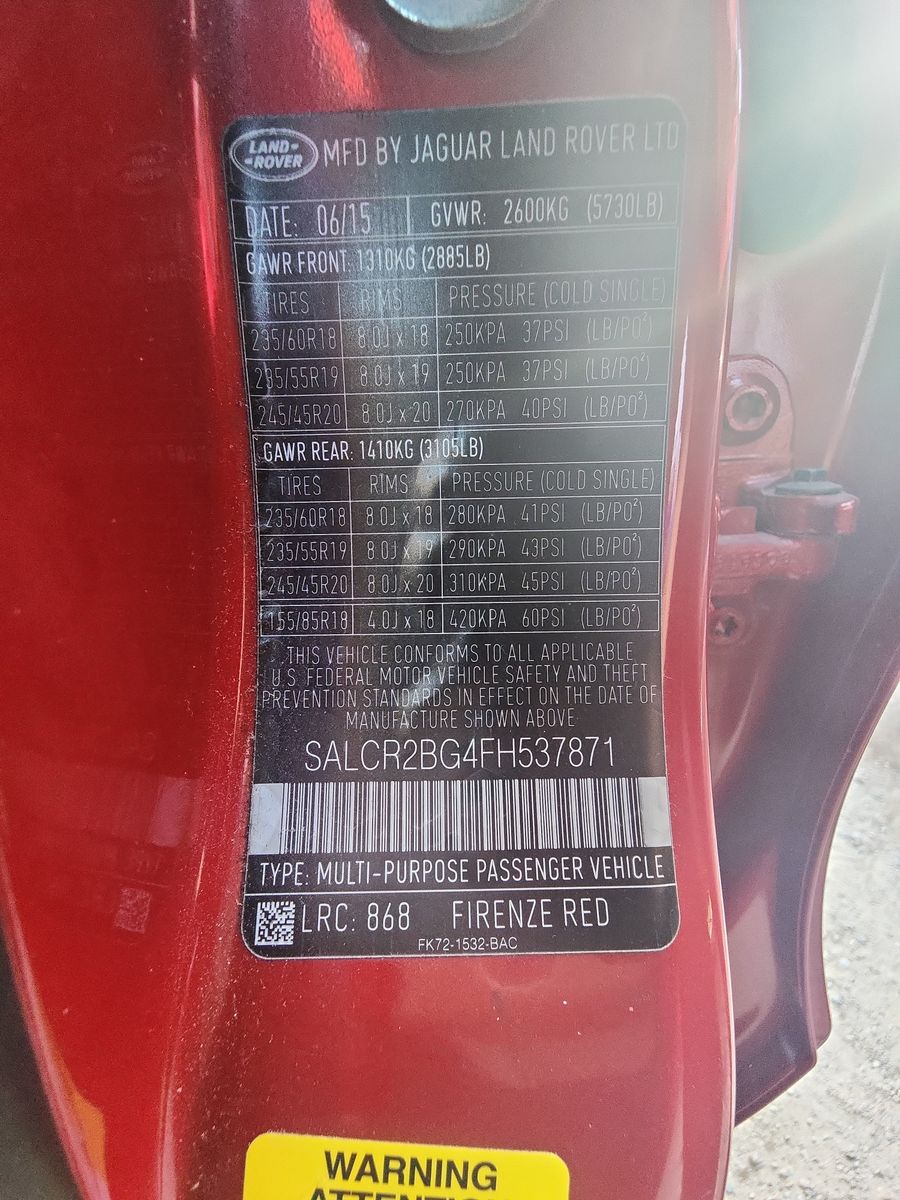 LAND-
-ROVER
MFD BY JAGUAR LAND ROVER LTD
DATE: 06/15 GVWR: 2600KG (5730LB)
GAWR FRONT: 1310KG (2885LB)
TIRES RIMS PRESSURE (COLD SINGLE)
235/60R18 8.0J x 18 250KPA 37PSI (LB/PO²)
235/55R19 8.0J x 19 250KPA 37PSI (LB/PO²)
245/45R20 8.0J x 20 270KPA 40PSI (LB/PO²)
GAWR REAR: 1410KG (3105LB)
TIRES RIMS PRESSURE (COLD SINGLE)
235/60R18 8.0J x 18 280KPA 41PSI (LB/PO²)
235/55R19 8.0J x 19 290KPA 43PSI (LB/PO²)
245/45R20 8.0J x 20 310KPA 45PSI (LB/PO²)
155/85R18 4.0J x 18 420KPA 60PSI (LB/PO²)
THIS VEHICLE CONFORMS TO ALL APPLICABLE
U.S. FEDERAL MOTOR VEHICLE SAFETY AND THEFT
PREVENTION STANDARDS IN EFFECT ON THE DATE OF
MANUFACTURE SHOWN ABOVE
SALCR2BG4FH537871
TYPE: MULTI-PURPOSE PASSENGER VEHICLE
LRC: 868 FIRENZE RED
FK72-1532-BAC
WARNING
ATTENTION